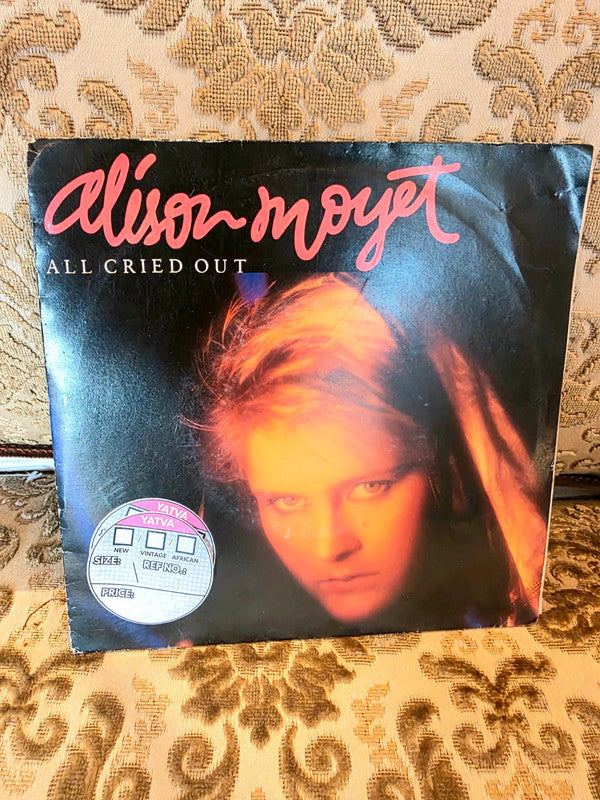 alison moyet
ALL CRIED OUT
YATVA
YATVA
NEW VINTAGE AFRICAN
SIZE: \ REF NO.:
PRICE: